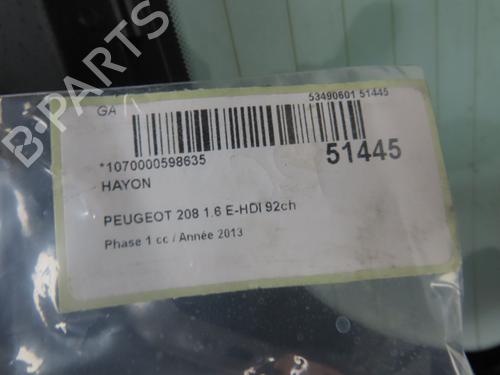 GA
53490601 51445
*1070000598635
51445
HAYON
PEUGEOT 208 1.6 E-HDI 92ch
Phase 1 cc / Année 2013
B-PARTS